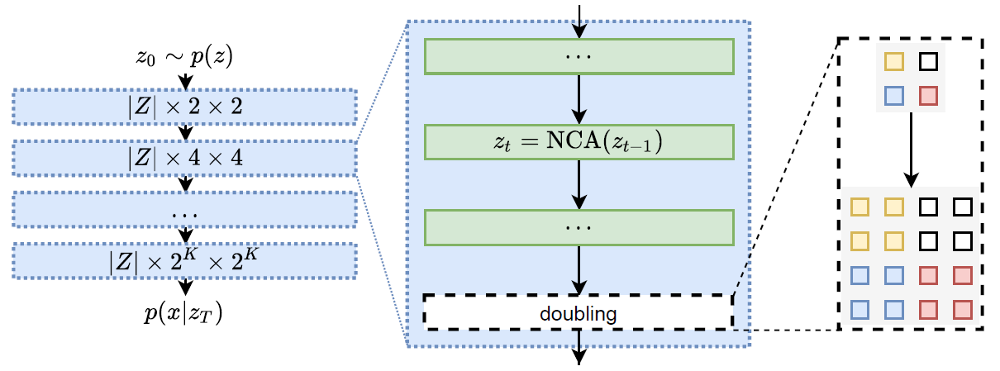 z_0 ∼ p(z)
|Z| × 2 × 2
|Z| × 4 × 4
...
|Z| × 2^K × 2^K
p(x|z_T)
...
z_t = NCA(z_{t−1})
...
doubling